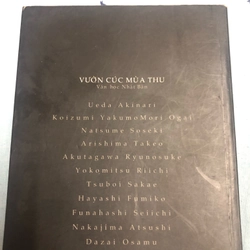 VƯỜN CÚC MÙA THU
Văn Học Nhật Bản
Ueda Akinari
Koizumi YakumoMori Ogai
Natsume Soseki
Arishima Takeo
Akutagawa Ryunosuke
Yokomitsu Riichi
Tsuboi Sakae
Hayashi Fumiko
Funahashi Seiichi
Nakajima Atsushi
Dazai Osamu